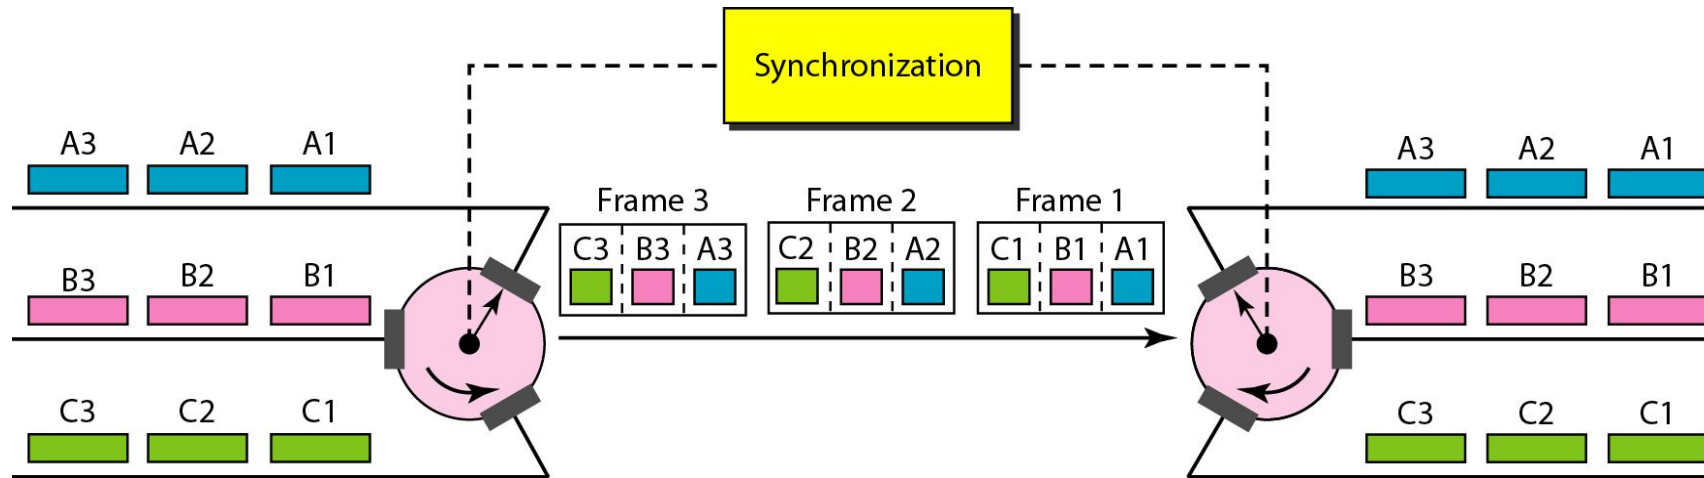 Synchronization
A3 A2 A1
A3 A2 A1
Frame 3 Frame 2 Frame 1
C3 B3 A3 C2 B2 A2 C1 B1 A1
B3 B2 B1
B3 B2 B1
C3 C2 C1
C3 C2 C1